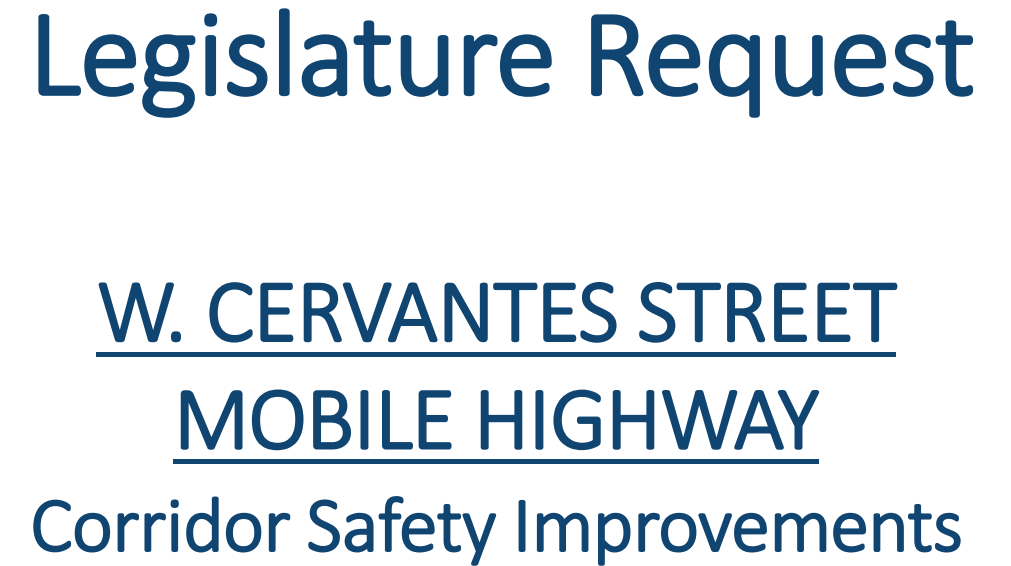 Legislature Request
W. CERVANTES STREET
MOBILE HIGHWAY
Corridor Safety Improvements